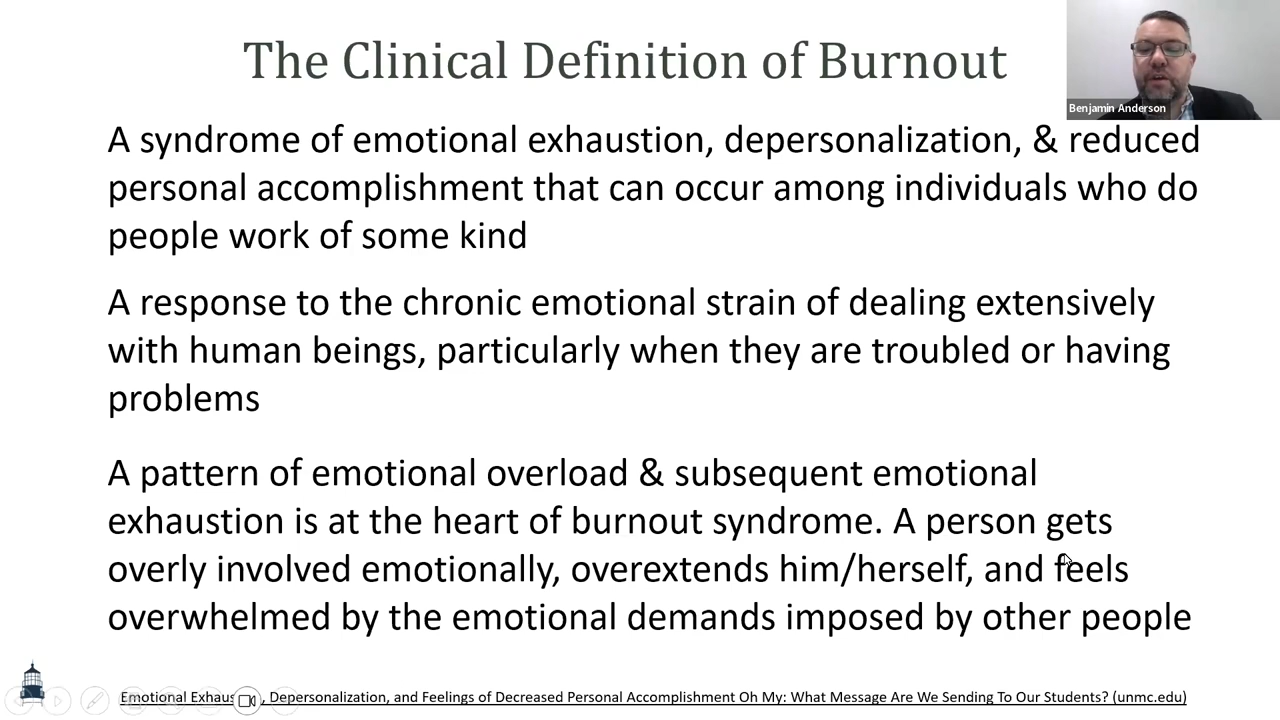 The Clinical Definition of Burnout
Benjamin Anderson
A syndrome of emotional exhaustion, depersonalization, & reduced
personal accomplishment that can occur among individuals who do
people work of some kind
A response to the chronic emotional strain of dealing extensively
with human beings, particularly when they are troubled or having
problems
A pattern of emotional overload & subsequent emotional
exhaustion is at the heart of burnout syndrome. A person gets
overly involved emotionally, overextends him/herself, and feels
overwhelmed by the emotional demands imposed by other people
Emotional Exhaus , Depersonalization, and Feelings of Decreased Personal Accomplishment Oh My: What Message Are We Sending To Our Students? (unmc.edu)